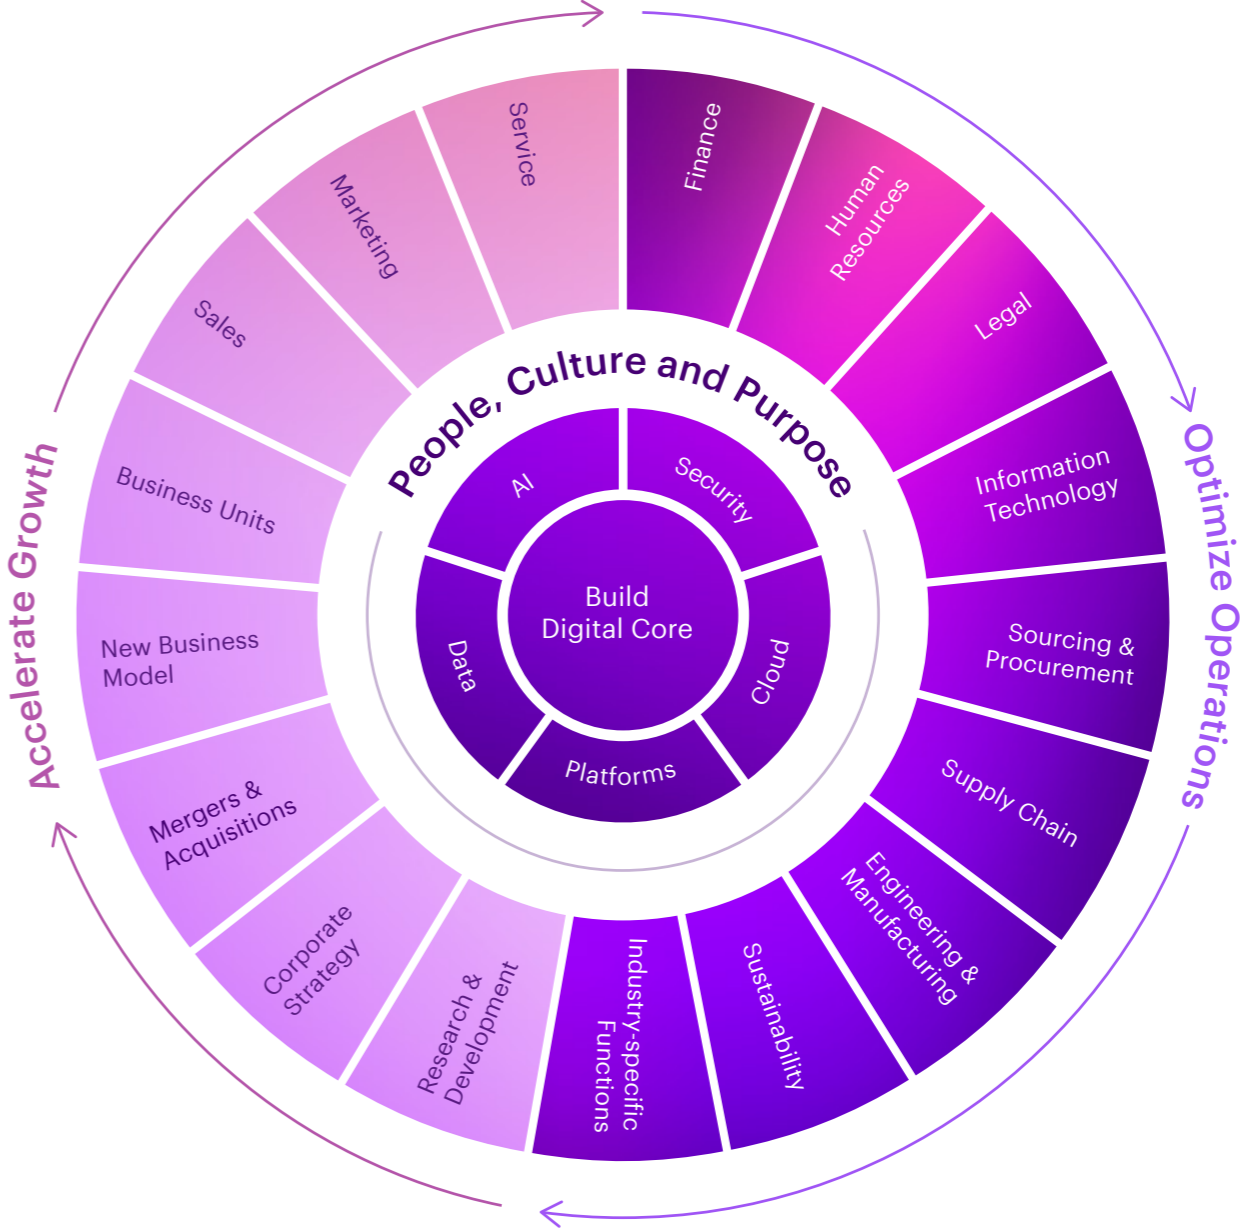 Service
Finance
Human
Resources
Legal
Information
Technology
Sourcing &
Procurement
Supply Chain
Engineering &
Manufacturing
Sustainability
Industry-specific
Functions
Research &
Development
Corporate
Strategy
Mergers &
Acquisitions
New Business
Model
Business Units
Sales
Marketing
People, Culture and Purpose
AI
Security
Cloud
Platforms
Data
Build
Digital Core
Accelerate Growth
Optimize Operations